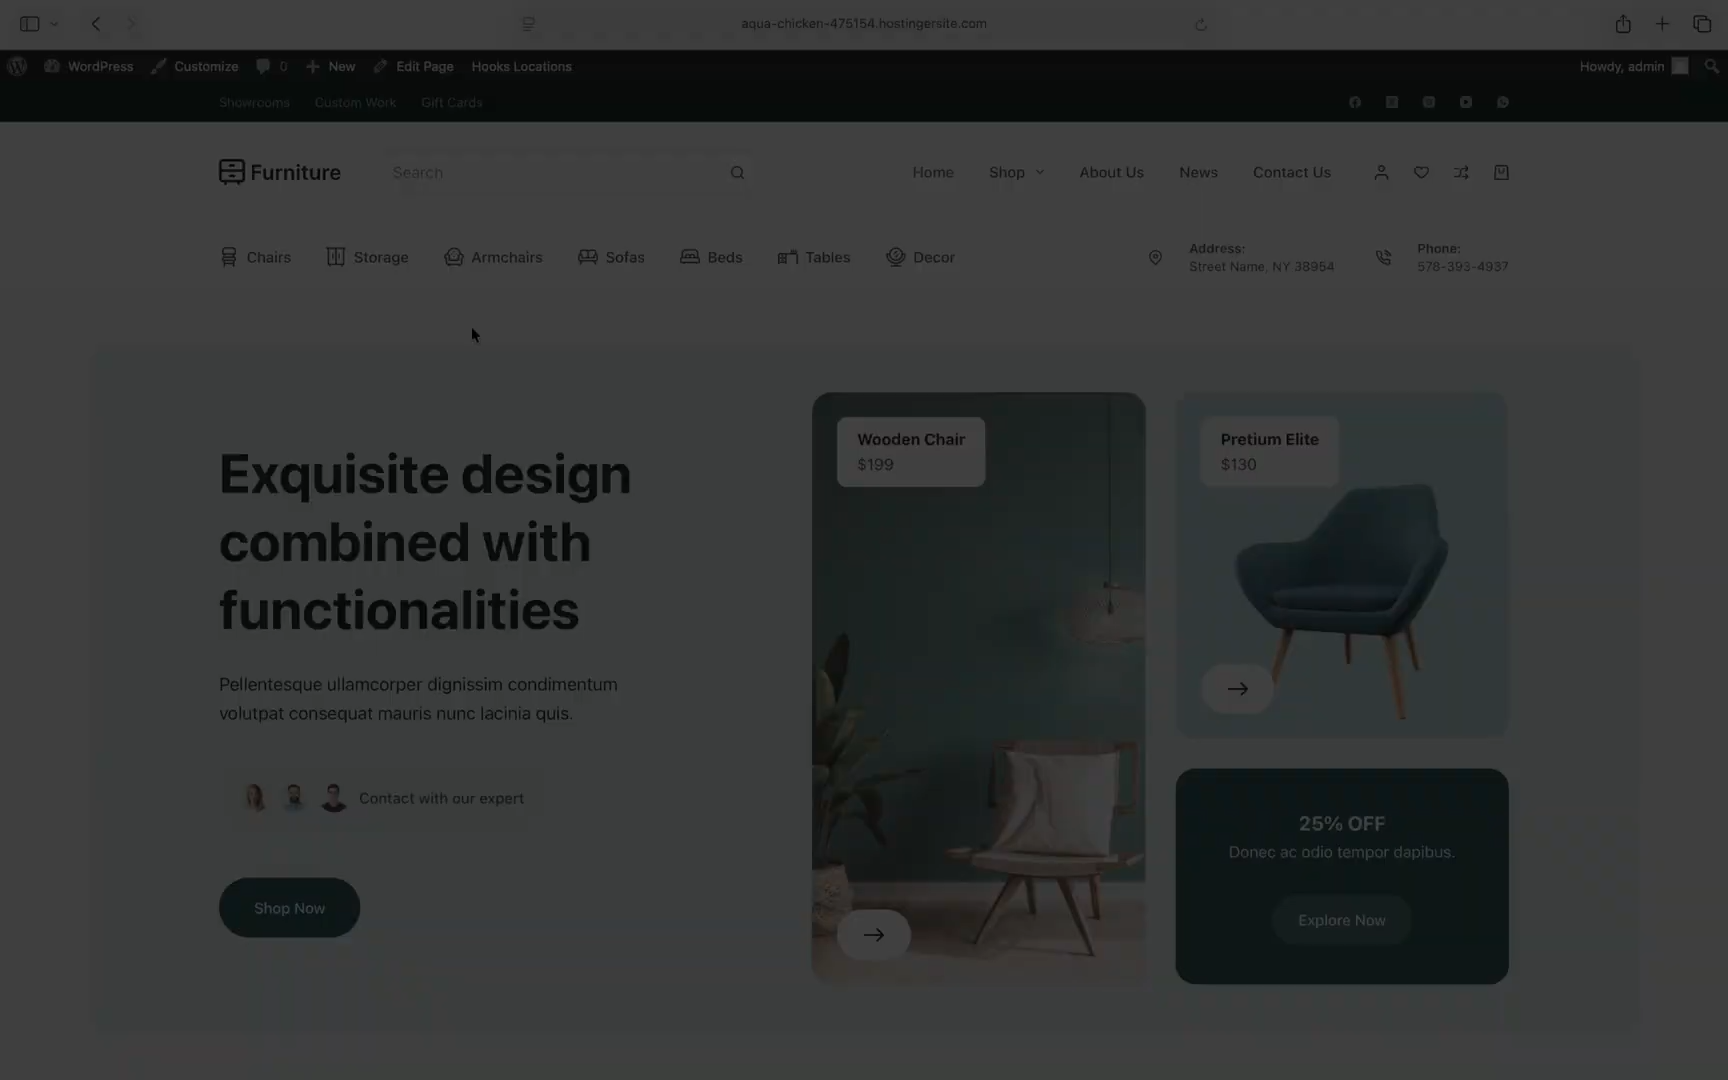 aqua-chicken-475154.hostingersite.com
WordPress Customize 0 New Edit Page Hooks Locations Howdy, admin
Showrooms Custom Work Gift Cards
Furniture Search Home Shop About Us News Contact Us
Chairs Storage Armchairs Sofas Beds Tables Decor
Address:
Street Name, NY 38954
Phone:
578-393-4937
Exquisite design
combined with
functionalities
Pellentesque ullamcorper dignissim condimentum
volutpat consequat mauris nunc lacinia quis.
Contact with our expert
Shop Now
Wooden Chair
$199
Pretium Elite
$130
25% OFF
Donec ac odio tempor dapibus.
Explore Now